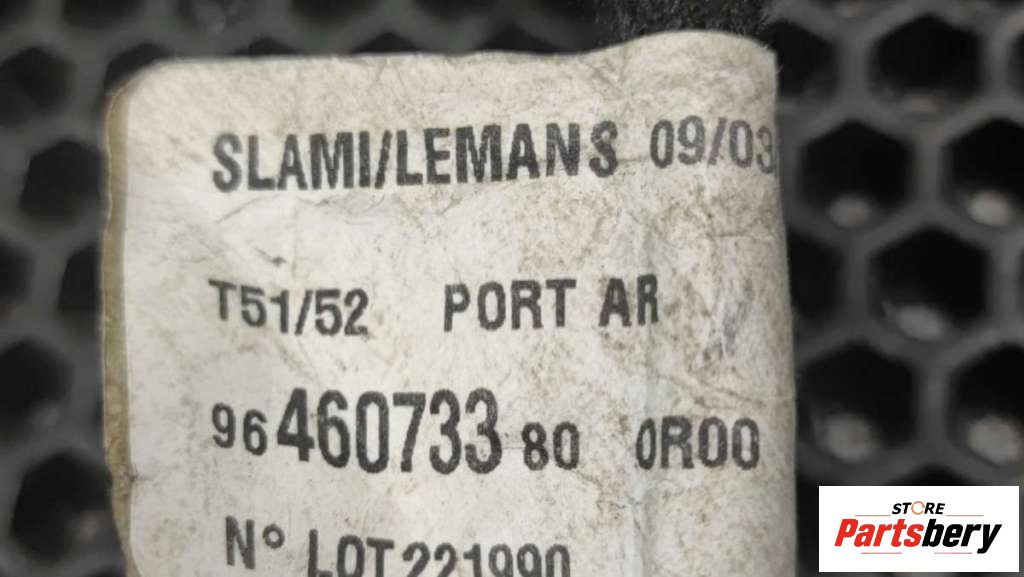 SLAMI/LEMANS 09/03
T51/52 PORT AR
96 460733 80 0R00
N° LOT 221990
STORE
Partsbery